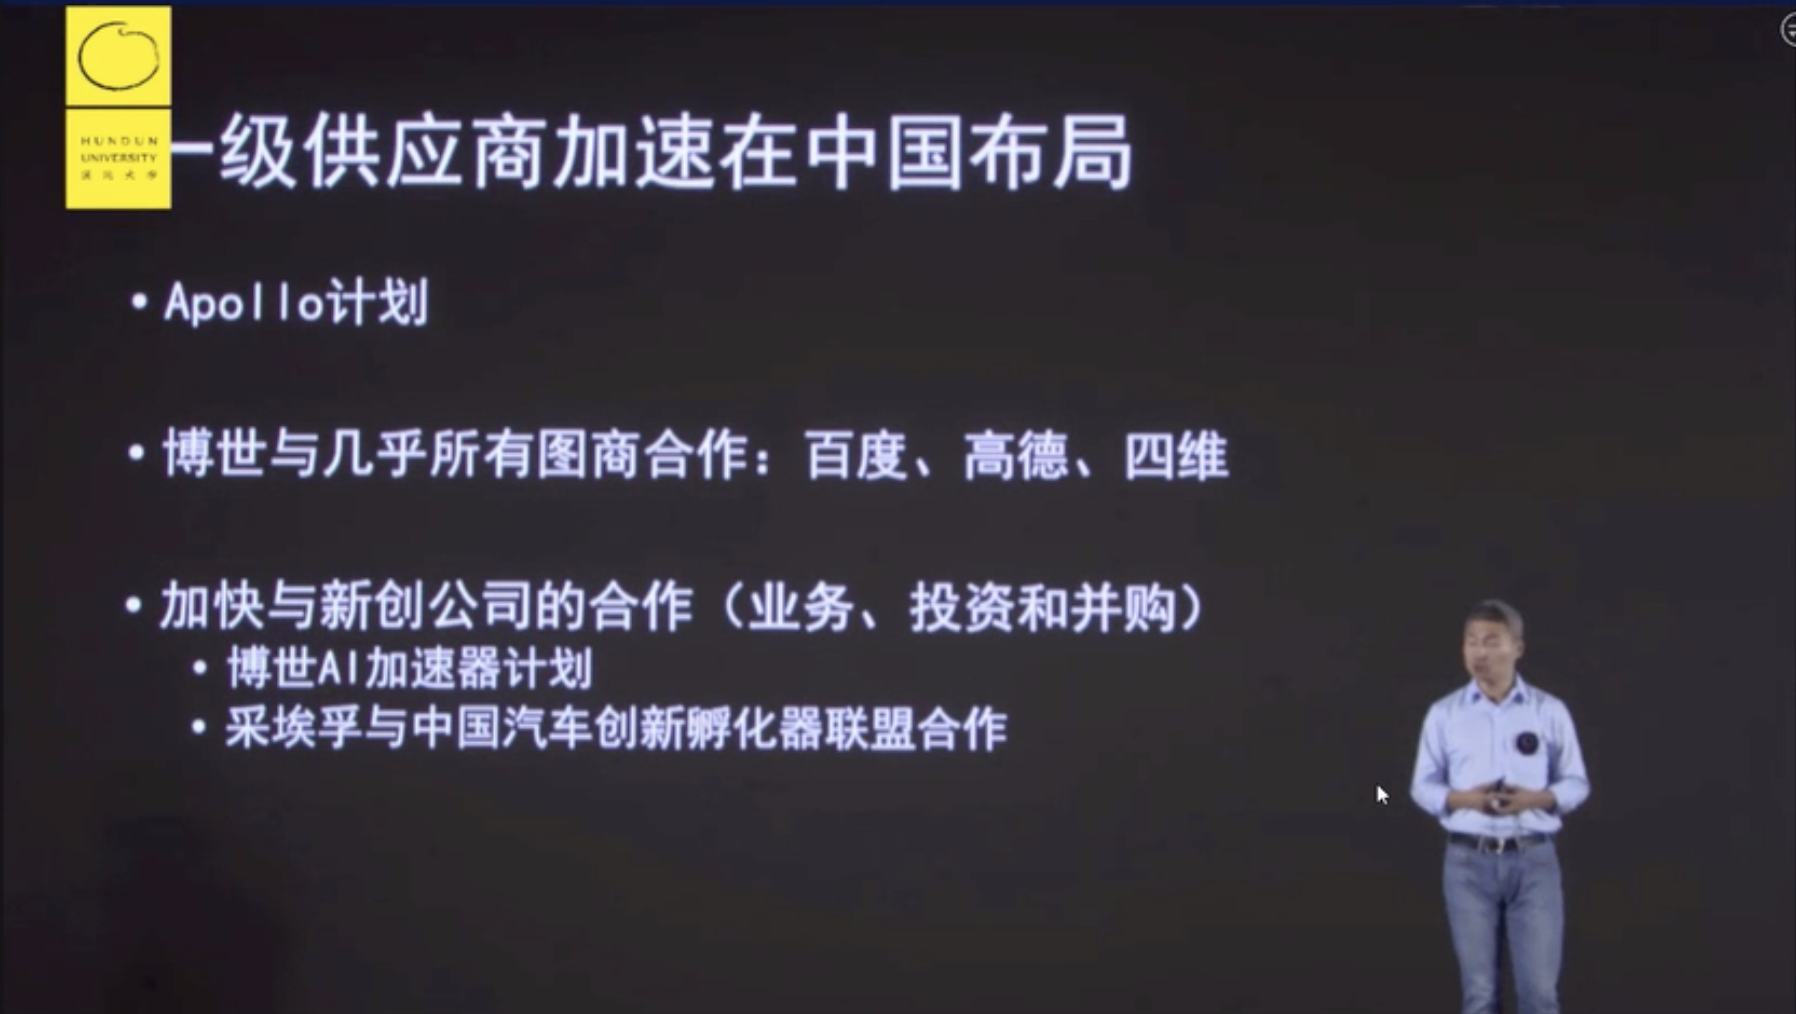 HUNDUN
UNIVERSITY
混沌大学
一级供应商加速在中国布局
• Apollo计划
• 博世与几乎所有图商合作：百度、高德、四维
• 加快与新创公司的合作（业务、投资和并购）
• 博世AI加速器计划
• 采埃孚与中国汽车创新孵化器联盟合作